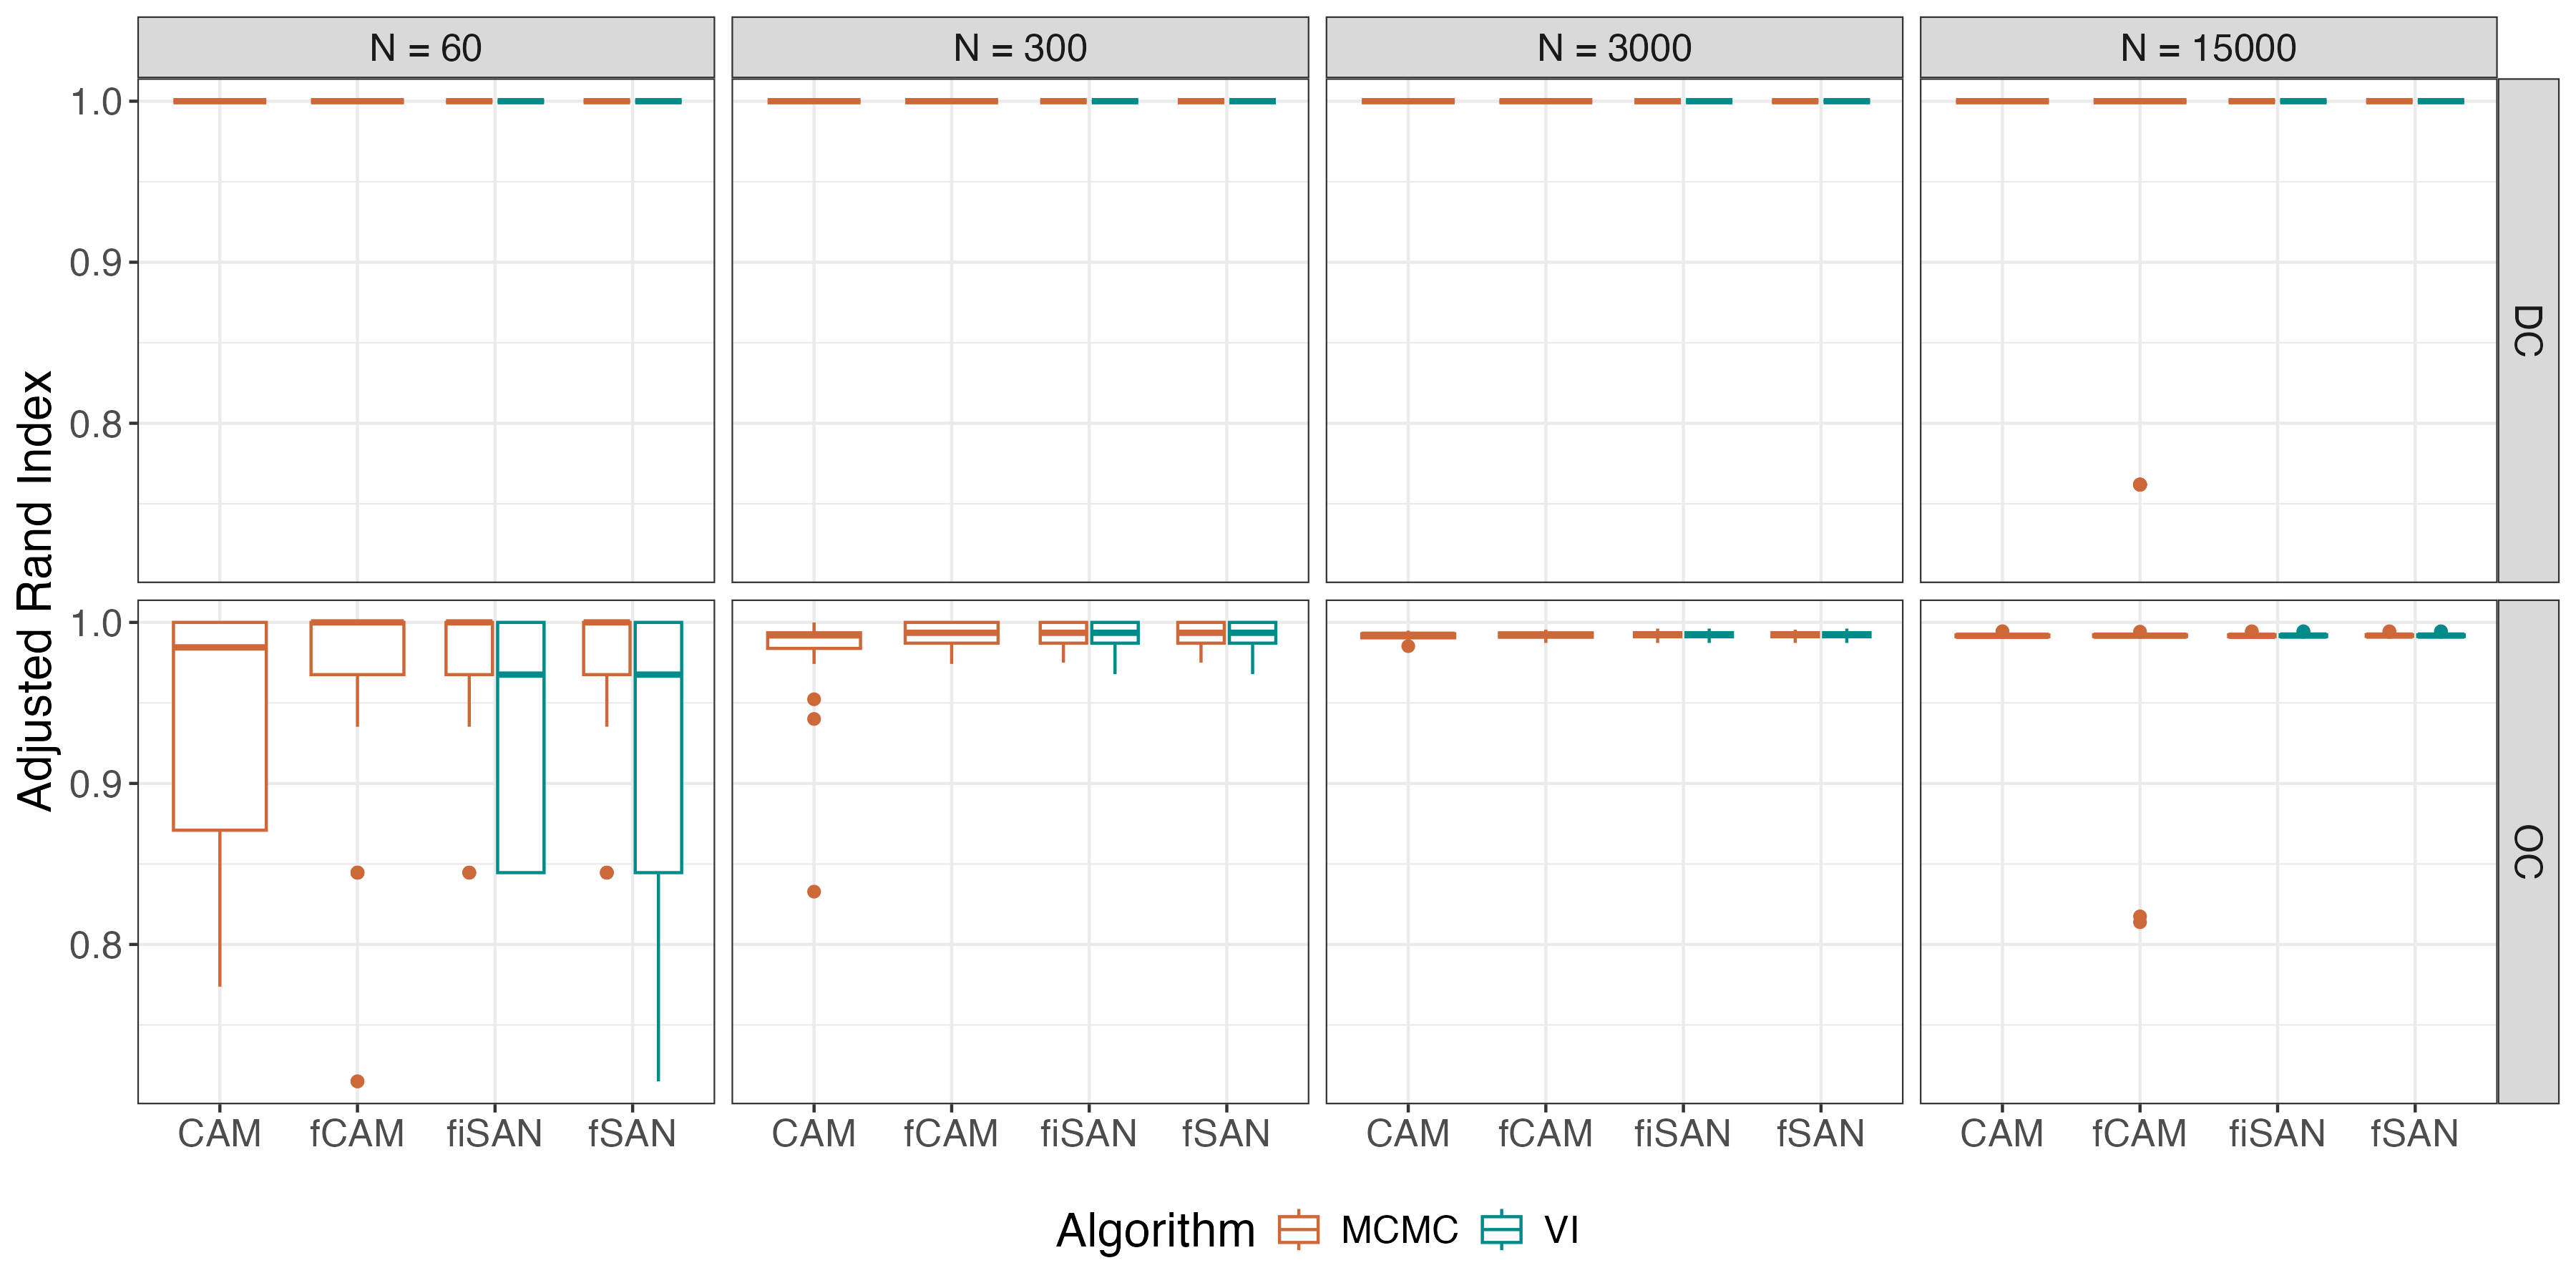 N = 60
N = 300
N = 3000
N = 15000
Adjusted Rand Index
1.0
0.9
0.8
DC
1.0
0.9
0.8
OC
CAM fCAM fiSAN fSAN
CAM fCAM fiSAN fSAN
CAM fCAM fiSAN fSAN
CAM fCAM fiSAN fSAN
Algorithm MCMC VI